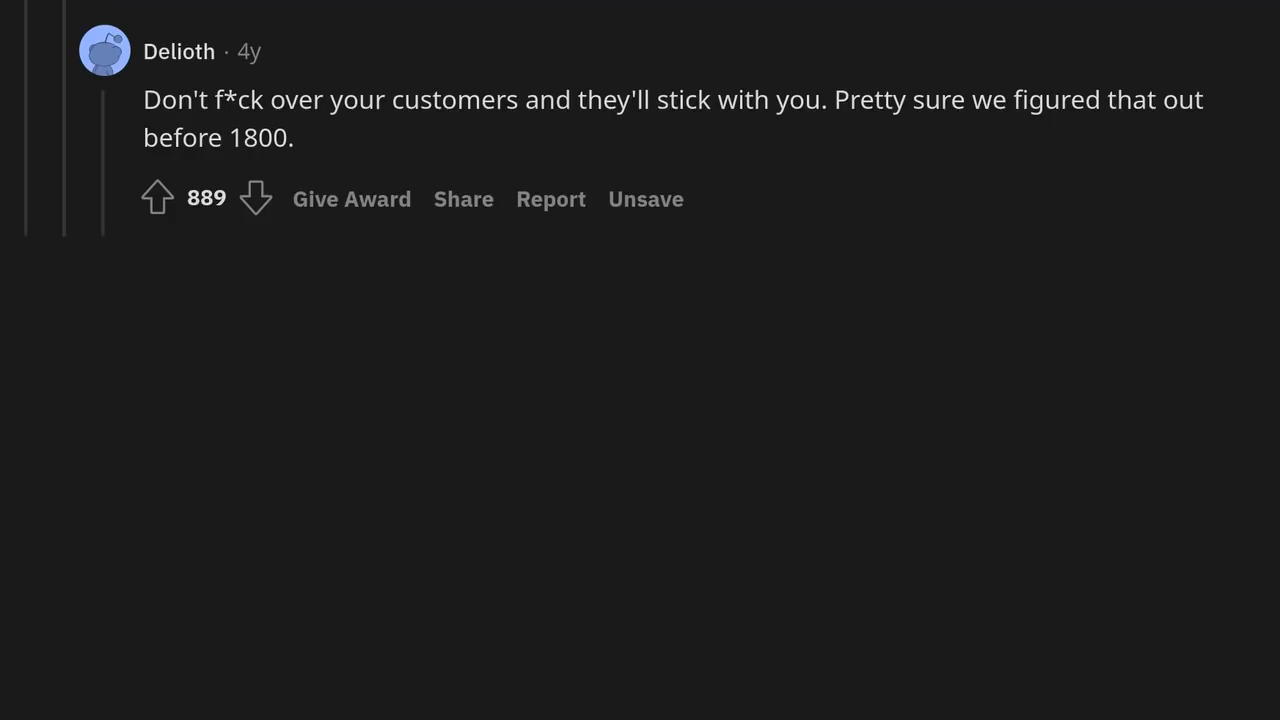 Delioth · 4y
Don't f*ck over your customers and they'll stick with you. Pretty sure we figured that out
before 1800.
889 Give Award Share Report Unsave